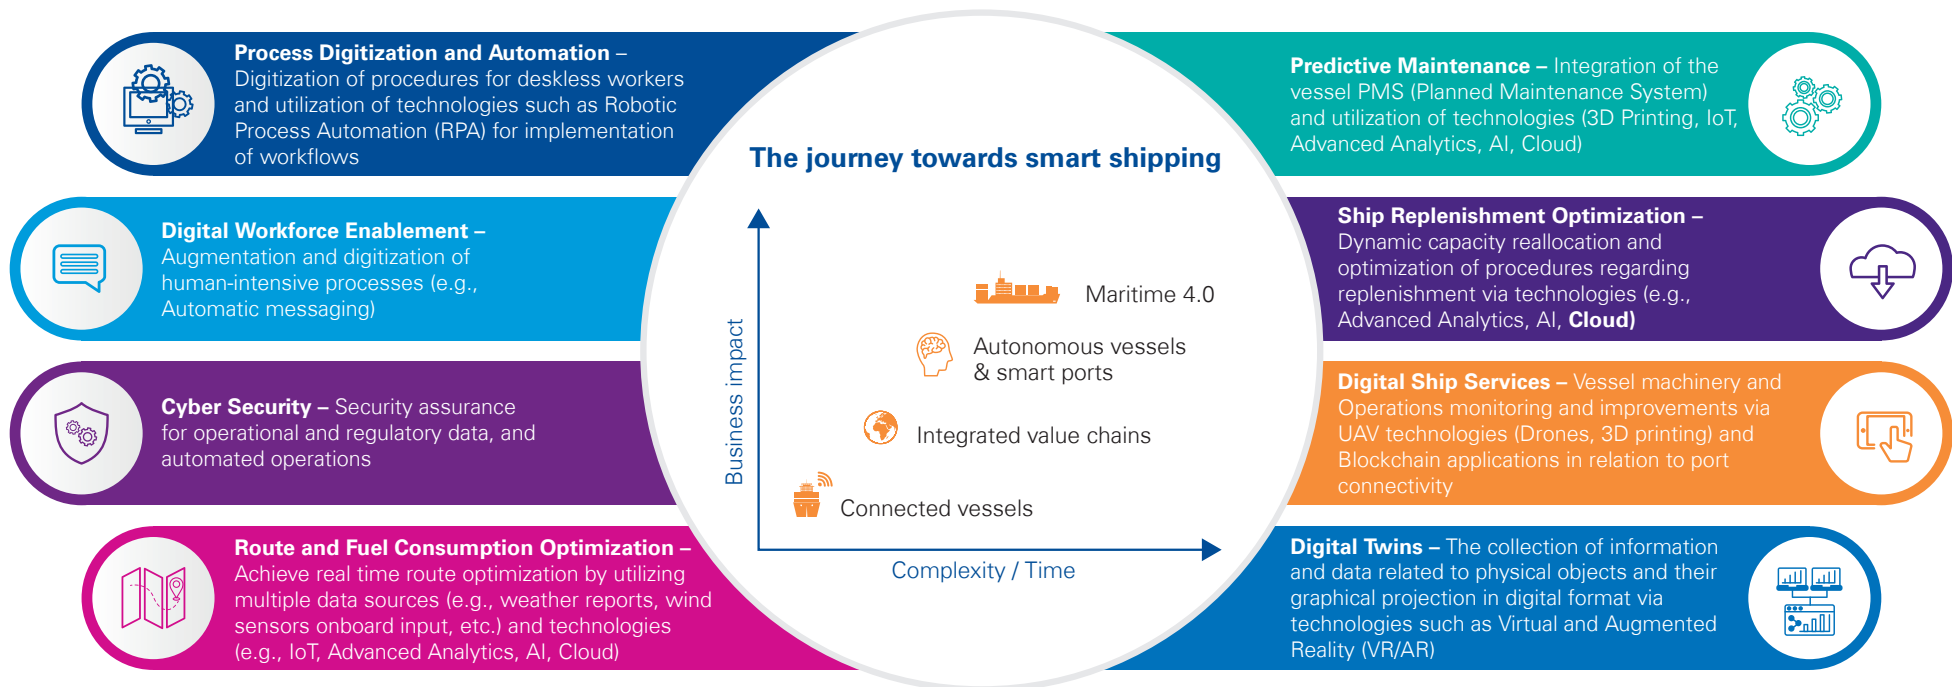 Process Digitization and Automation –
Digitization of procedures for deskless workers
and utilization of technologies such as Robotic
Process Automation (RPA) for implementation
of workflows
Digital Workforce Enablement –
Augmentation and digitization of
human-intensive processes (e.g.,
Automatic messaging)
Cyber Security – Security assurance
for operational and regulatory data, and
automated operations
Route and Fuel Consumption Optimization –
Achieve real time route optimization by utilizing
multiple data sources (e.g., weather reports, wind
sensors onboard input, etc.) and technologies
(e.g., IoT, Advanced Analytics, AI, Cloud)
The journey towards smart shipping
Business impact
Maritime 4.0
Autonomous vessels
& smart ports
Integrated value chains
Connected vessels
Complexity / Time
Predictive Maintenance – Integration of the
vessel PMS (Planned Maintenance System)
and utilization of technologies (3D Printing, IoT,
Advanced Analytics, AI, Cloud)
Ship Replenishment Optimization –
Dynamic capacity reallocation and
optimization of procedures regarding
replenishment via technologies (e.g.,
Advanced Analytics, AI, Cloud)
Digital Ship Services – Vessel machinery and
Operations monitoring and improvements via
UAV technologies (Drones, 3D printing) and
Blockchain applications in relation to port
connectivity
Digital Twins – The collection of information
and data related to physical objects and their
graphical projection in digital format via
technologies such as Virtual and Augmented
Reality (VR/AR)